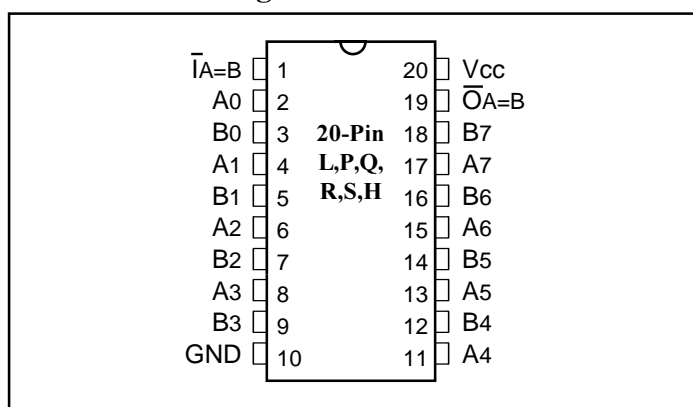 I̅A=B 1 20 Vcc
A0 2 19 O̅A=B
B0 3 20-Pin 18 B7
A1 4 L,P,Q, 17 A7
B1 5 R,S,H 16 B6
A2 6 15 A6
B2 7 14 B5
A3 8 13 A5
B3 9 12 B4
GND 10 11 A4